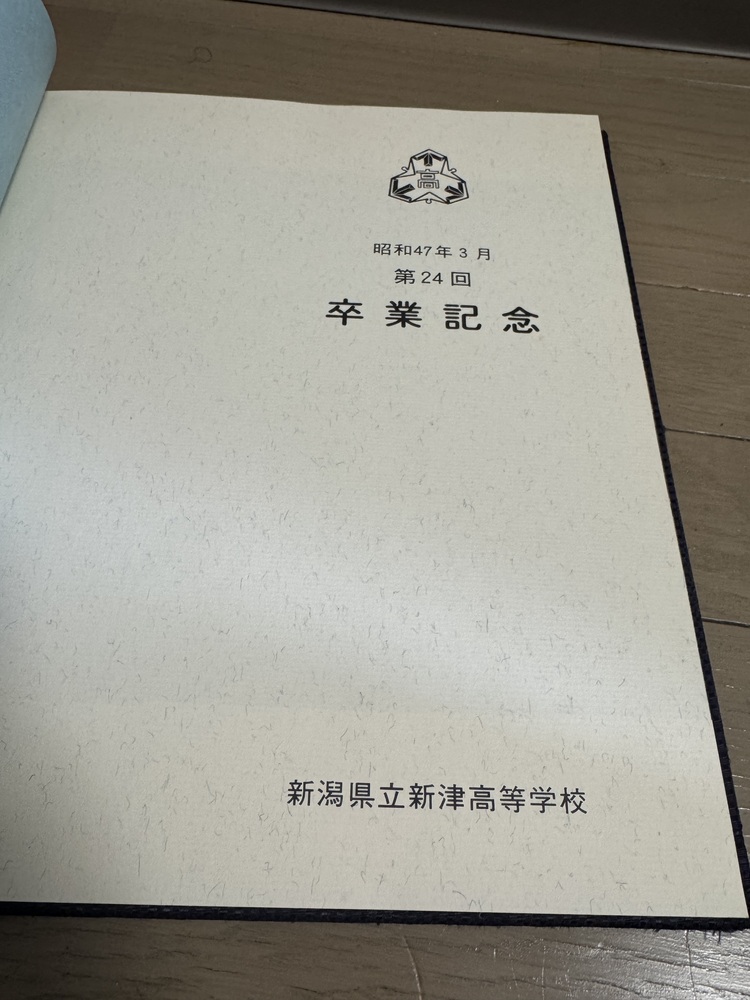 高
昭和47年3月
第24回
卒業記念
新潟県立新津高等学校